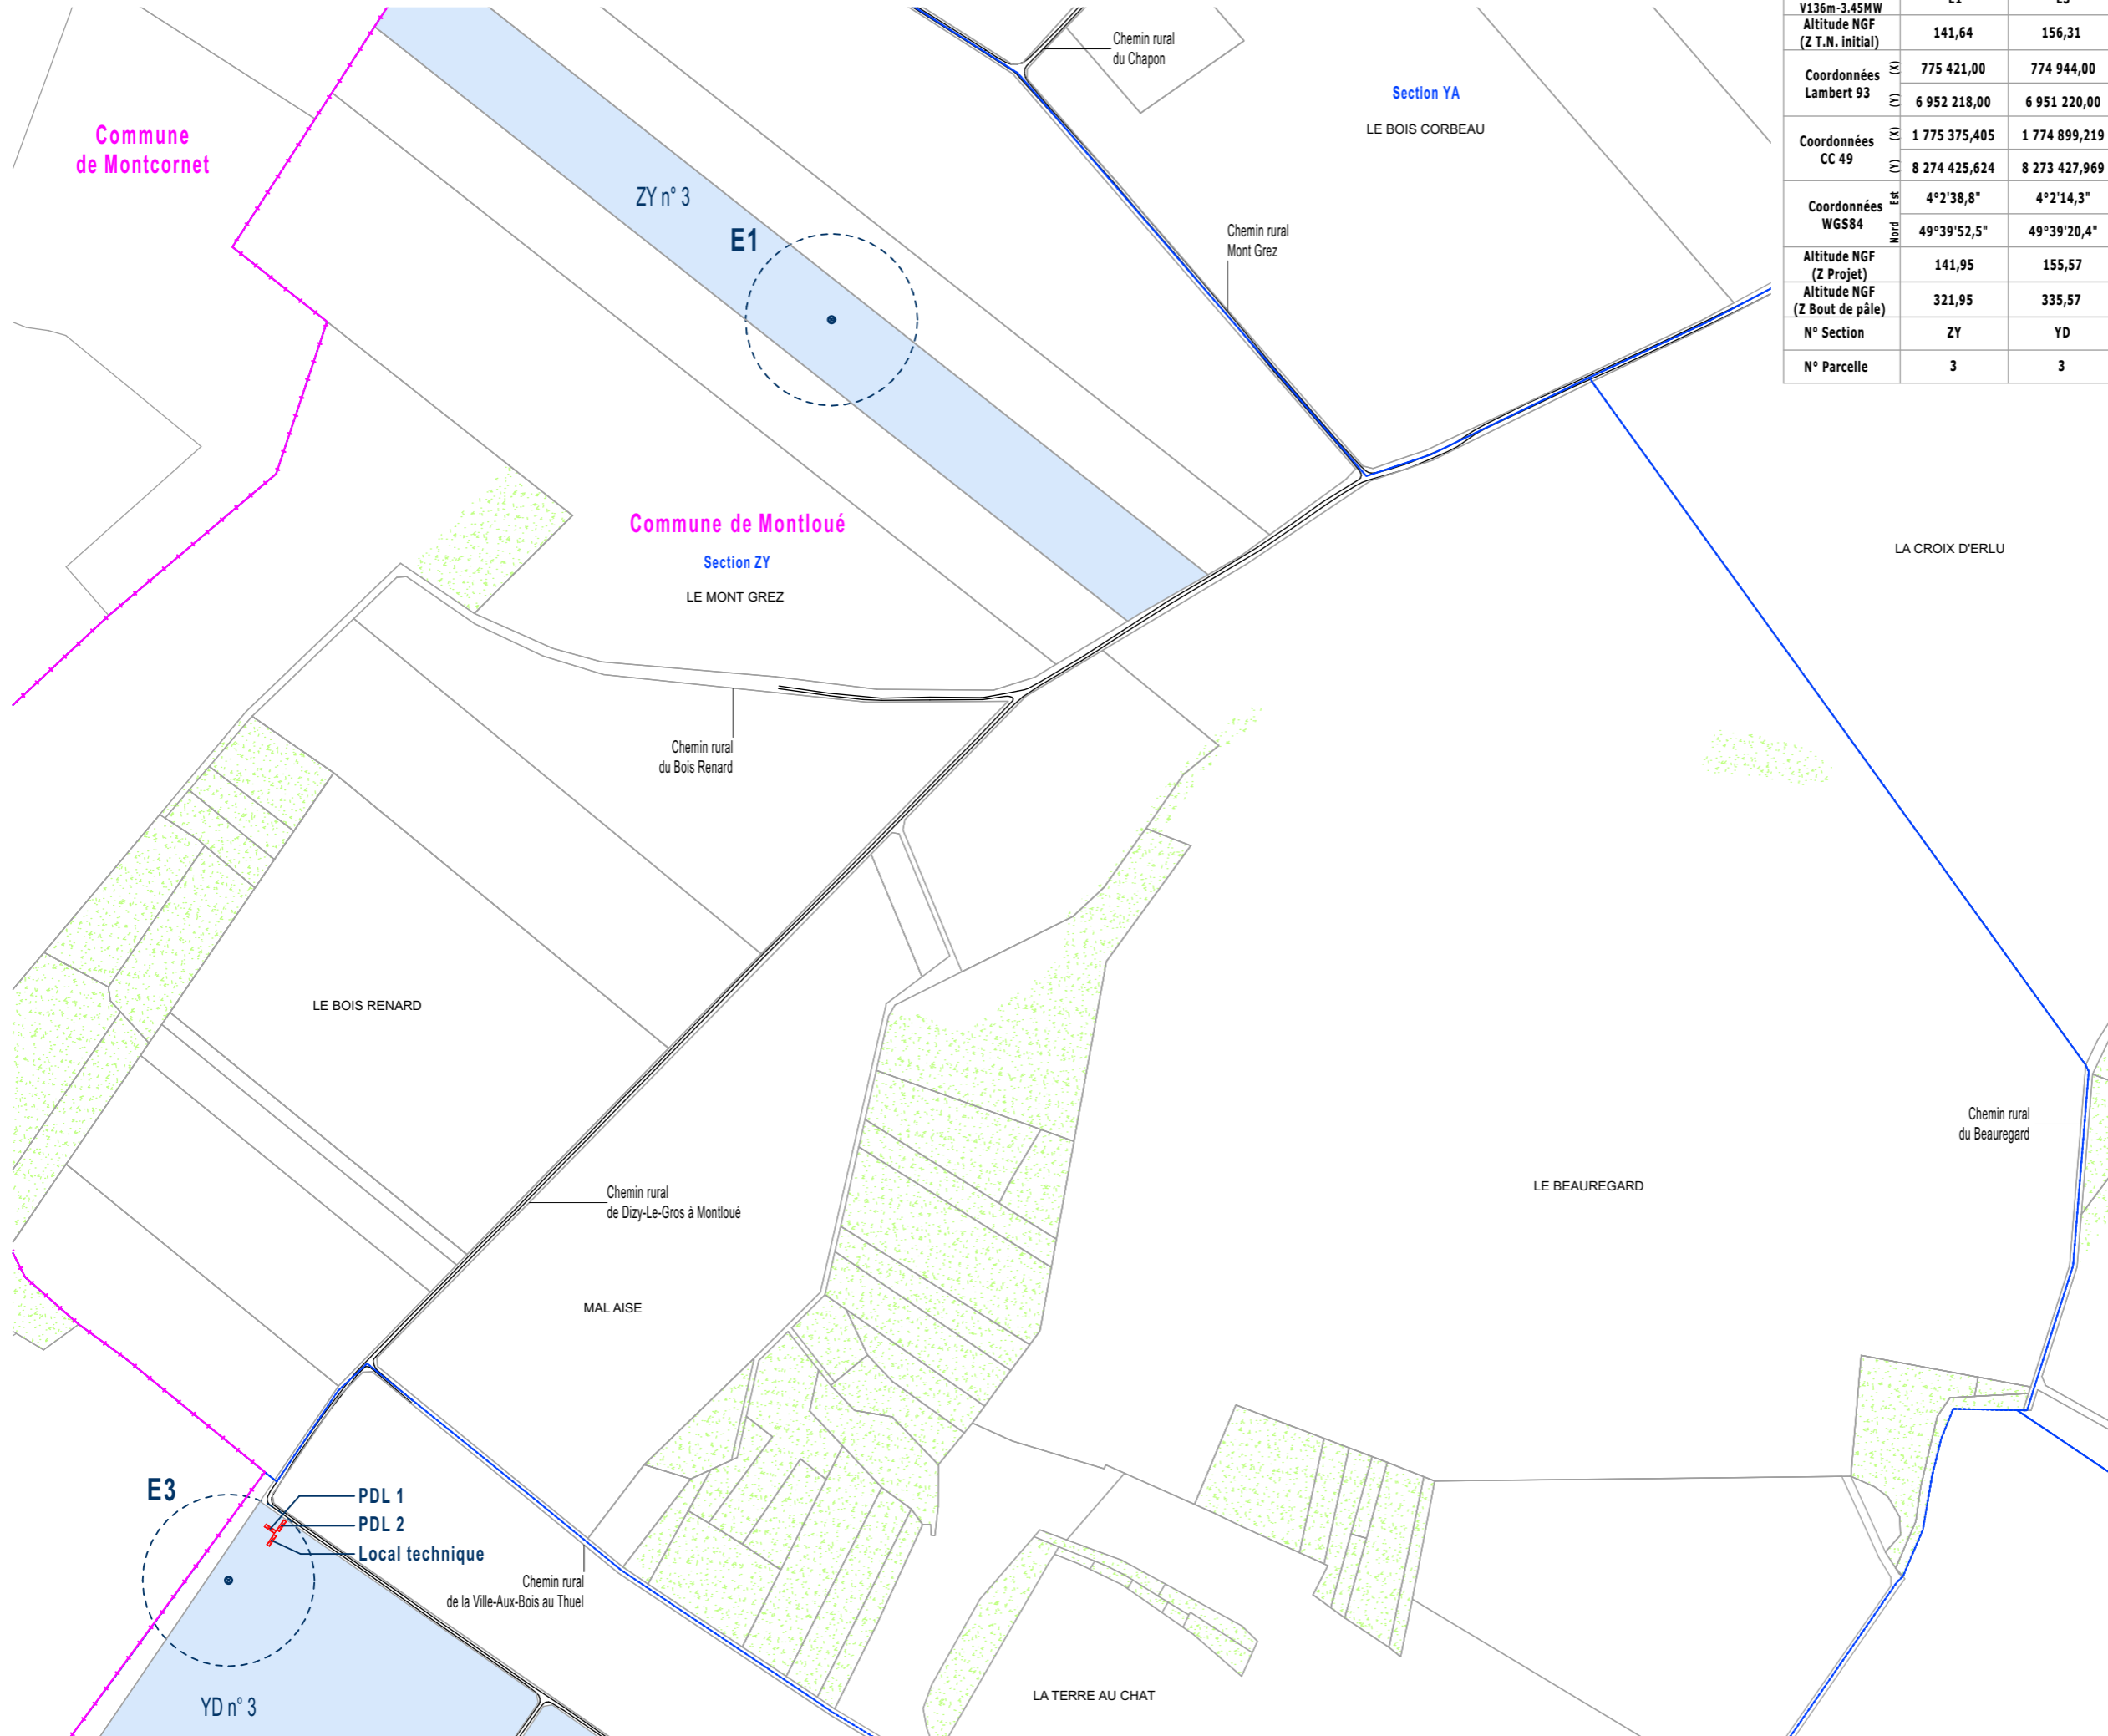 V136m-3.45MW E1 E3
Altitude NGF
(Z T.N. initial) 141,64 156,31
Coordonnées
Lambert 93
(X) 775 421,00 774 944,00
(Y) 6 952 218,00 6 951 220,00
Coordonnées
CC 49
(X) 1 775 375,405 1 774 899,219
(Y) 8 274 425,624 8 273 427,969
Coordonnées
WGS84
Est 4°2'38,8" 4°2'14,3"
Nord 49°39'52,5" 49°39'20,4"
Altitude NGF
(Z Projet) 141,95 155,57
Altitude NGF
(Z Bout de pâle) 321,95 335,57
N° Section ZY YD
N° Parcelle 3 3
Chemin rural
du Chapon
Section YA
LE BOIS CORBEAU
Commune
de Montcornet
ZY n° 3
E1
Chemin rural
Mont Grez
Commune de Montloué
Section ZY
LE MONT GREZ
LA CROIX D'ERLU
Chemin rural
du Bois Renard
LE BOIS RENARD
Chemin rural
du Beauregard
LE BEAUREGARD
Chemin rural
de Dizy-Le-Gros à Montloué
MAL AISE
E3
PDL 1
PDL 2
Local technique
Chemin rural
de la Ville-Aux-Bois au Thuel
YD n° 3
LA TERRE AU CHAT